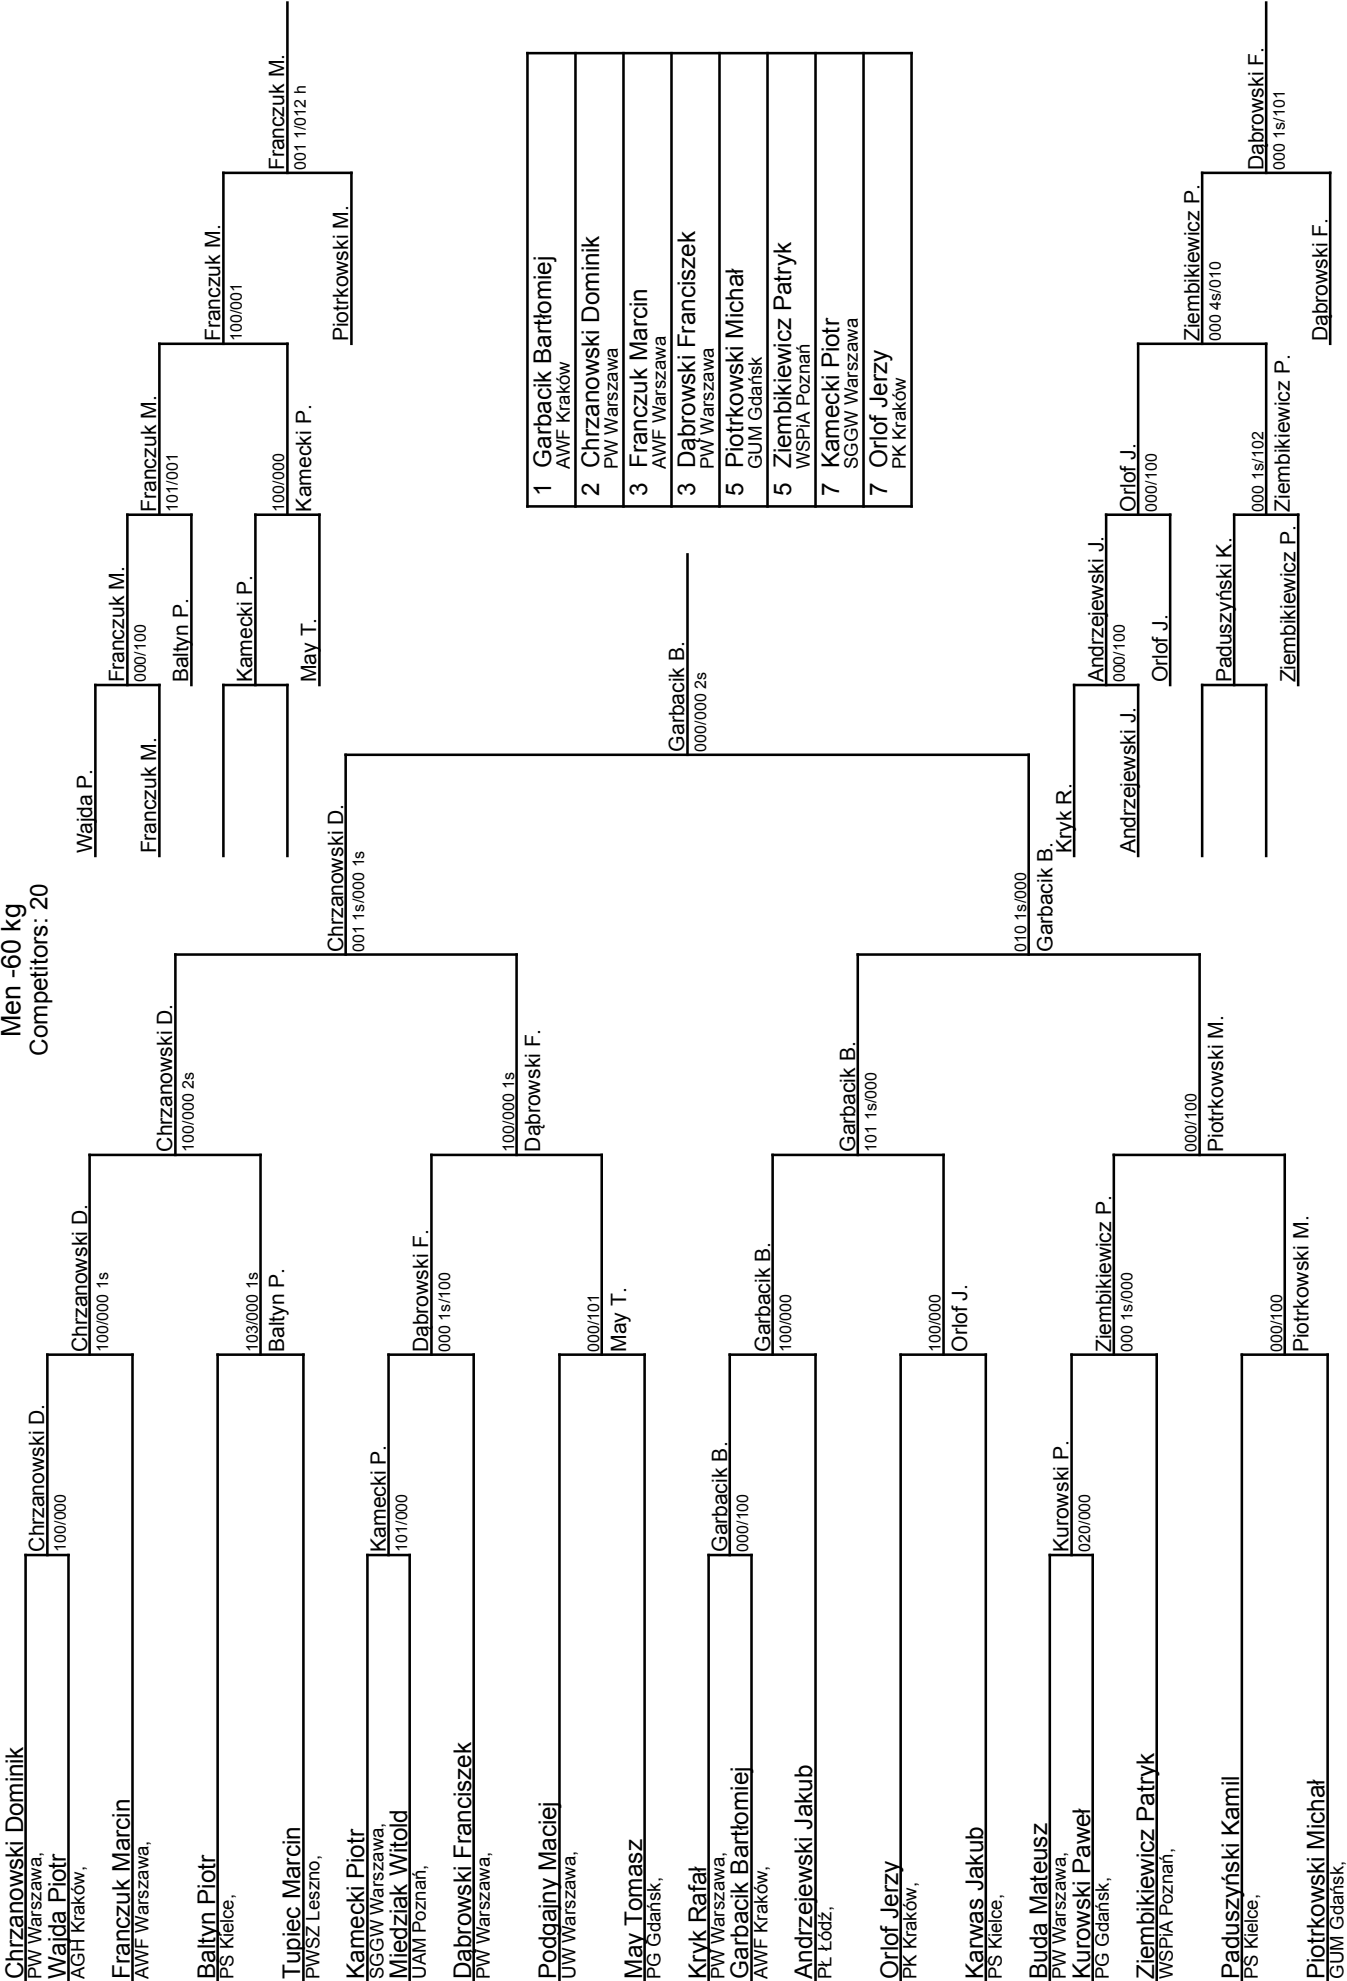 Men -60 kg
Competitors: 20
Chrzanowski Dominik
PW Warszawa,
Wajda Piotr
AGH Kraków,
Franczuk Marcin
AWF Warszawa,
Baltyn Piotr
PS Kielce,
Tupiec Marcin
PWSZ Leszno,
Kamecki Piotr
SGGW Warszawa,
Miedziak Witold
UAM Poznań,
Dąbrowski Franciszek
PW Warszawa,
Podgajny Maciej
UW Warszawa,
May Tomasz
PG Gdańsk,
Kryk Rafał
PW Warszawa,
Garbacik Bartłomiej
AWF Kraków,
Andrzejewski Jakub
PŁ Łódź,
Orlof Jerzy
PK Kraków,
Karwas Jakub
PS Kielce,
Buda Mateusz
PW Warszawa,
Kurowski Paweł
PG Gdańsk,
Ziembikiewicz Patryk
WSPiA Poznań,
Paduszyński Kamil
PS Kielce,
Piotrkowski Michał
GUM Gdańsk,
Chrzanowski D.
100/000
Kamecki P.
101/000
Garbacik B.
000/100
Kurowski P.
020/000
Chrzanowski D.
100/000 1s
103/000 1s
Baltyn P.
Dąbrowski F.
000 1s/100
000/101
May T.
Garbacik B.
100/000
100/000
Orlof J.
Ziembikiewicz P.
000 1s/000
000/100
Piotrkowski M.
Chrzanowski D.
100/000 2s
100/000 1s
Dąbrowski F.
Garbacik B.
101 1s/000
000/100
Piotrkowski M.
Chrzanowski D.
001 1s/000 1s
010 1s/000
Garbacik B.
Garbacik B.
000/000 2s
Wajda P.
Franczuk M.
Franczuk M.
000/100
Baltyn P.
Kamecki P.
May T.
Franczuk M.
101/001
100/000
Kamecki P.
Franczuk M.
100/001
Piotrkowski M.
Franczuk M.
001 1/012 h
1 Garbacik Bartłomiej
AWF Kraków
2 Chrzanowski Dominik
PW Warszawa
3 Franczuk Marcin
AWF Warszawa
3 Dąbrowski Franciszek
PW Warszawa
5 Piotrkowski Michał
GUM Gdańsk
5 Ziembikiewicz Patryk
WSPiA Poznań
7 Kamecki Piotr
SGGW Warszawa
7 Orlof Jerzy
PK Kraków
Kryk R.
Andrzejewski J.
Andrzejewski J.
000/100
Orlof J.
Paduszyński K.
Ziembikiewicz P.
Orlof J.
000/100
000 1s/102
Ziembikiewicz P.
Ziembikiewicz P.
000 4s/010
Dąbrowski F.
Dąbrowski F.
000 1s/101